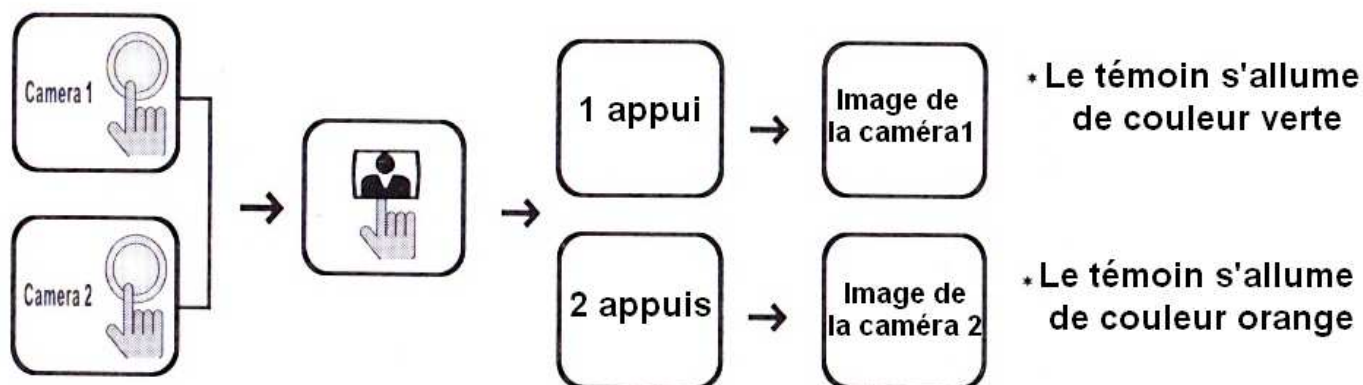 Camera 1
Camera 2
1 appui
Image de
la caméra1
* Le témoin s'allume
de couleur verte
2 appuis
Image de
la caméra 2
* Le témoin s'allume
de couleur orange